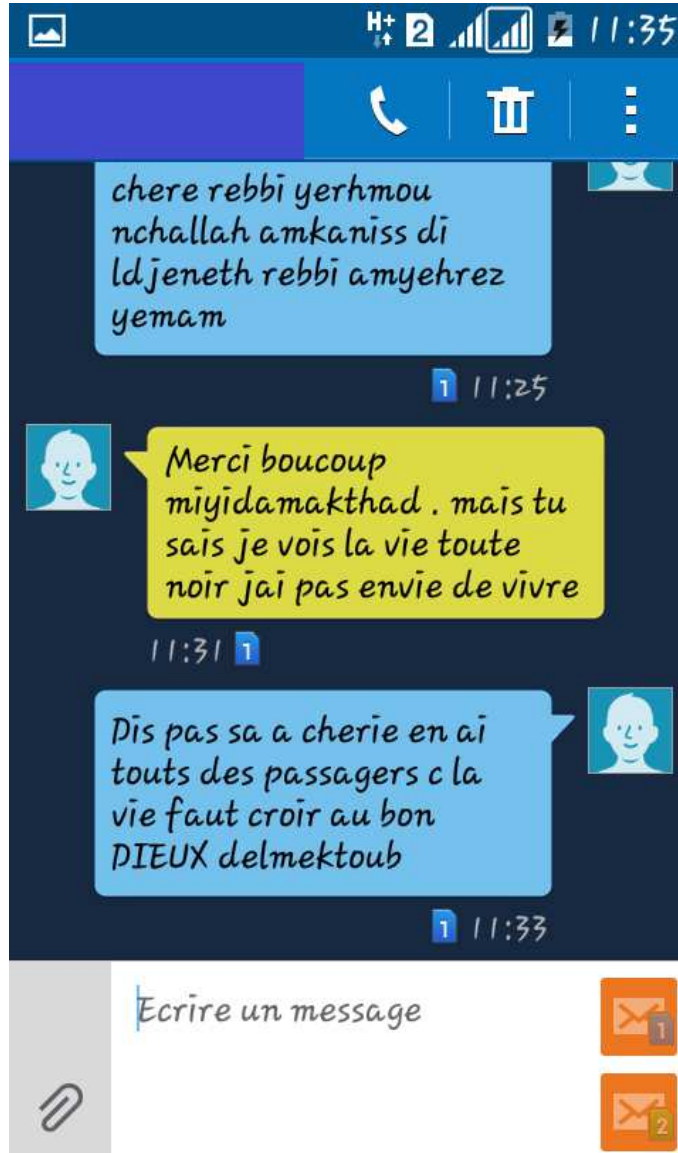 H+ 2 11:35
chere rebbi yerhmou
nchallah amkaniss di
ldjeneth rebbi amyehrez
yemam
1 11:25
Merci boucoup
miyidamakthad . mais tu
sais je vois la vie toute
noir jai pas envie de vivre
11:31 1
Dis pas sa a cherie en ai
touts des passagers c la
vie faut croir au bon
DIEUX delmektoub
1 11:33
Ecrire un message
1
2